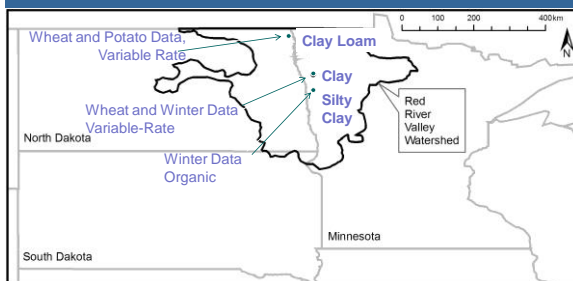 0 100 200 400km
Wheat and Potato Data,
Variable Rate
Clay Loam
N
Clay
Silty
Clay
Wheat and Winter Data
Variable-Rate
Red
River
Valley
Watershed
North Dakota
Winter Data
Organic
Minnesota
South Dakota